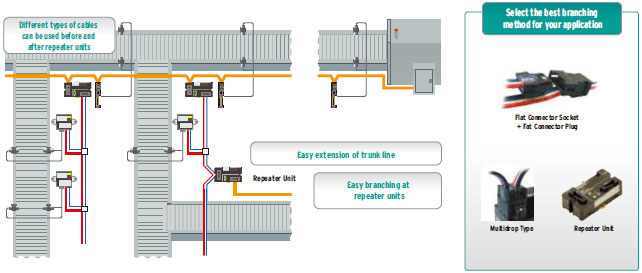 Different types of cables
can be used before and
after repeater units
Easy extension of trunk line
Repeater Unit
Easy branching at
repeater units
Select the best branching
method for your application
Flat Connector Socket
+ Fat Connector Plug
Multidrop Type
Repeater Unit